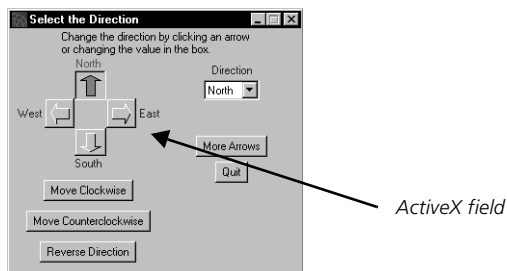 Select the Direction
Change the direction by clicking an arrow
or changing the value in the box.
North
Direction
North
West
East
South
More Arrows
Quit
Move Clockwise
Move Counterclockwise
Reverse Direction
ActiveX field